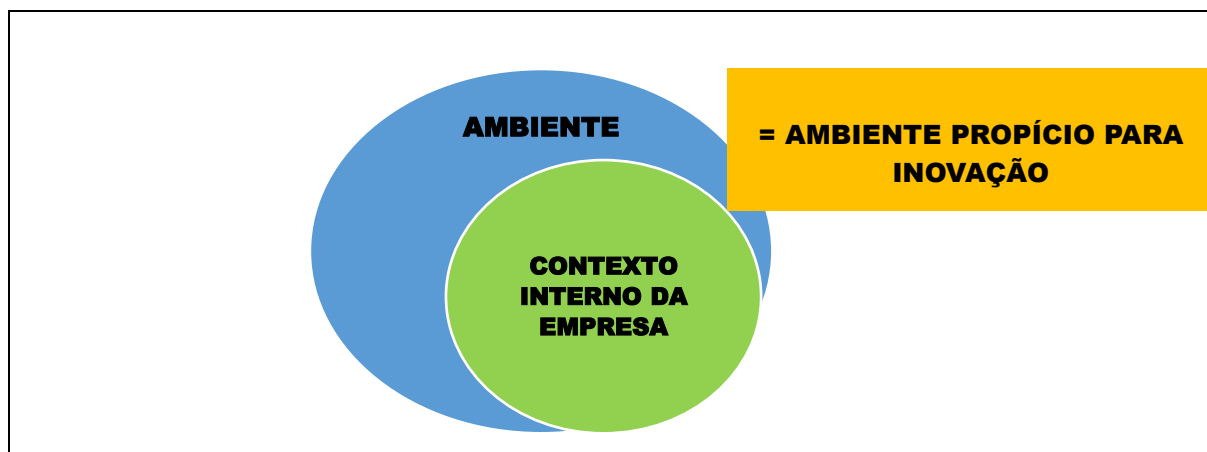 AMBIENTE
= AMBIENTE PROPÍCIO PARA
INOVAÇÃO
CONTEXTO
INTERNO DA
EMPRESA